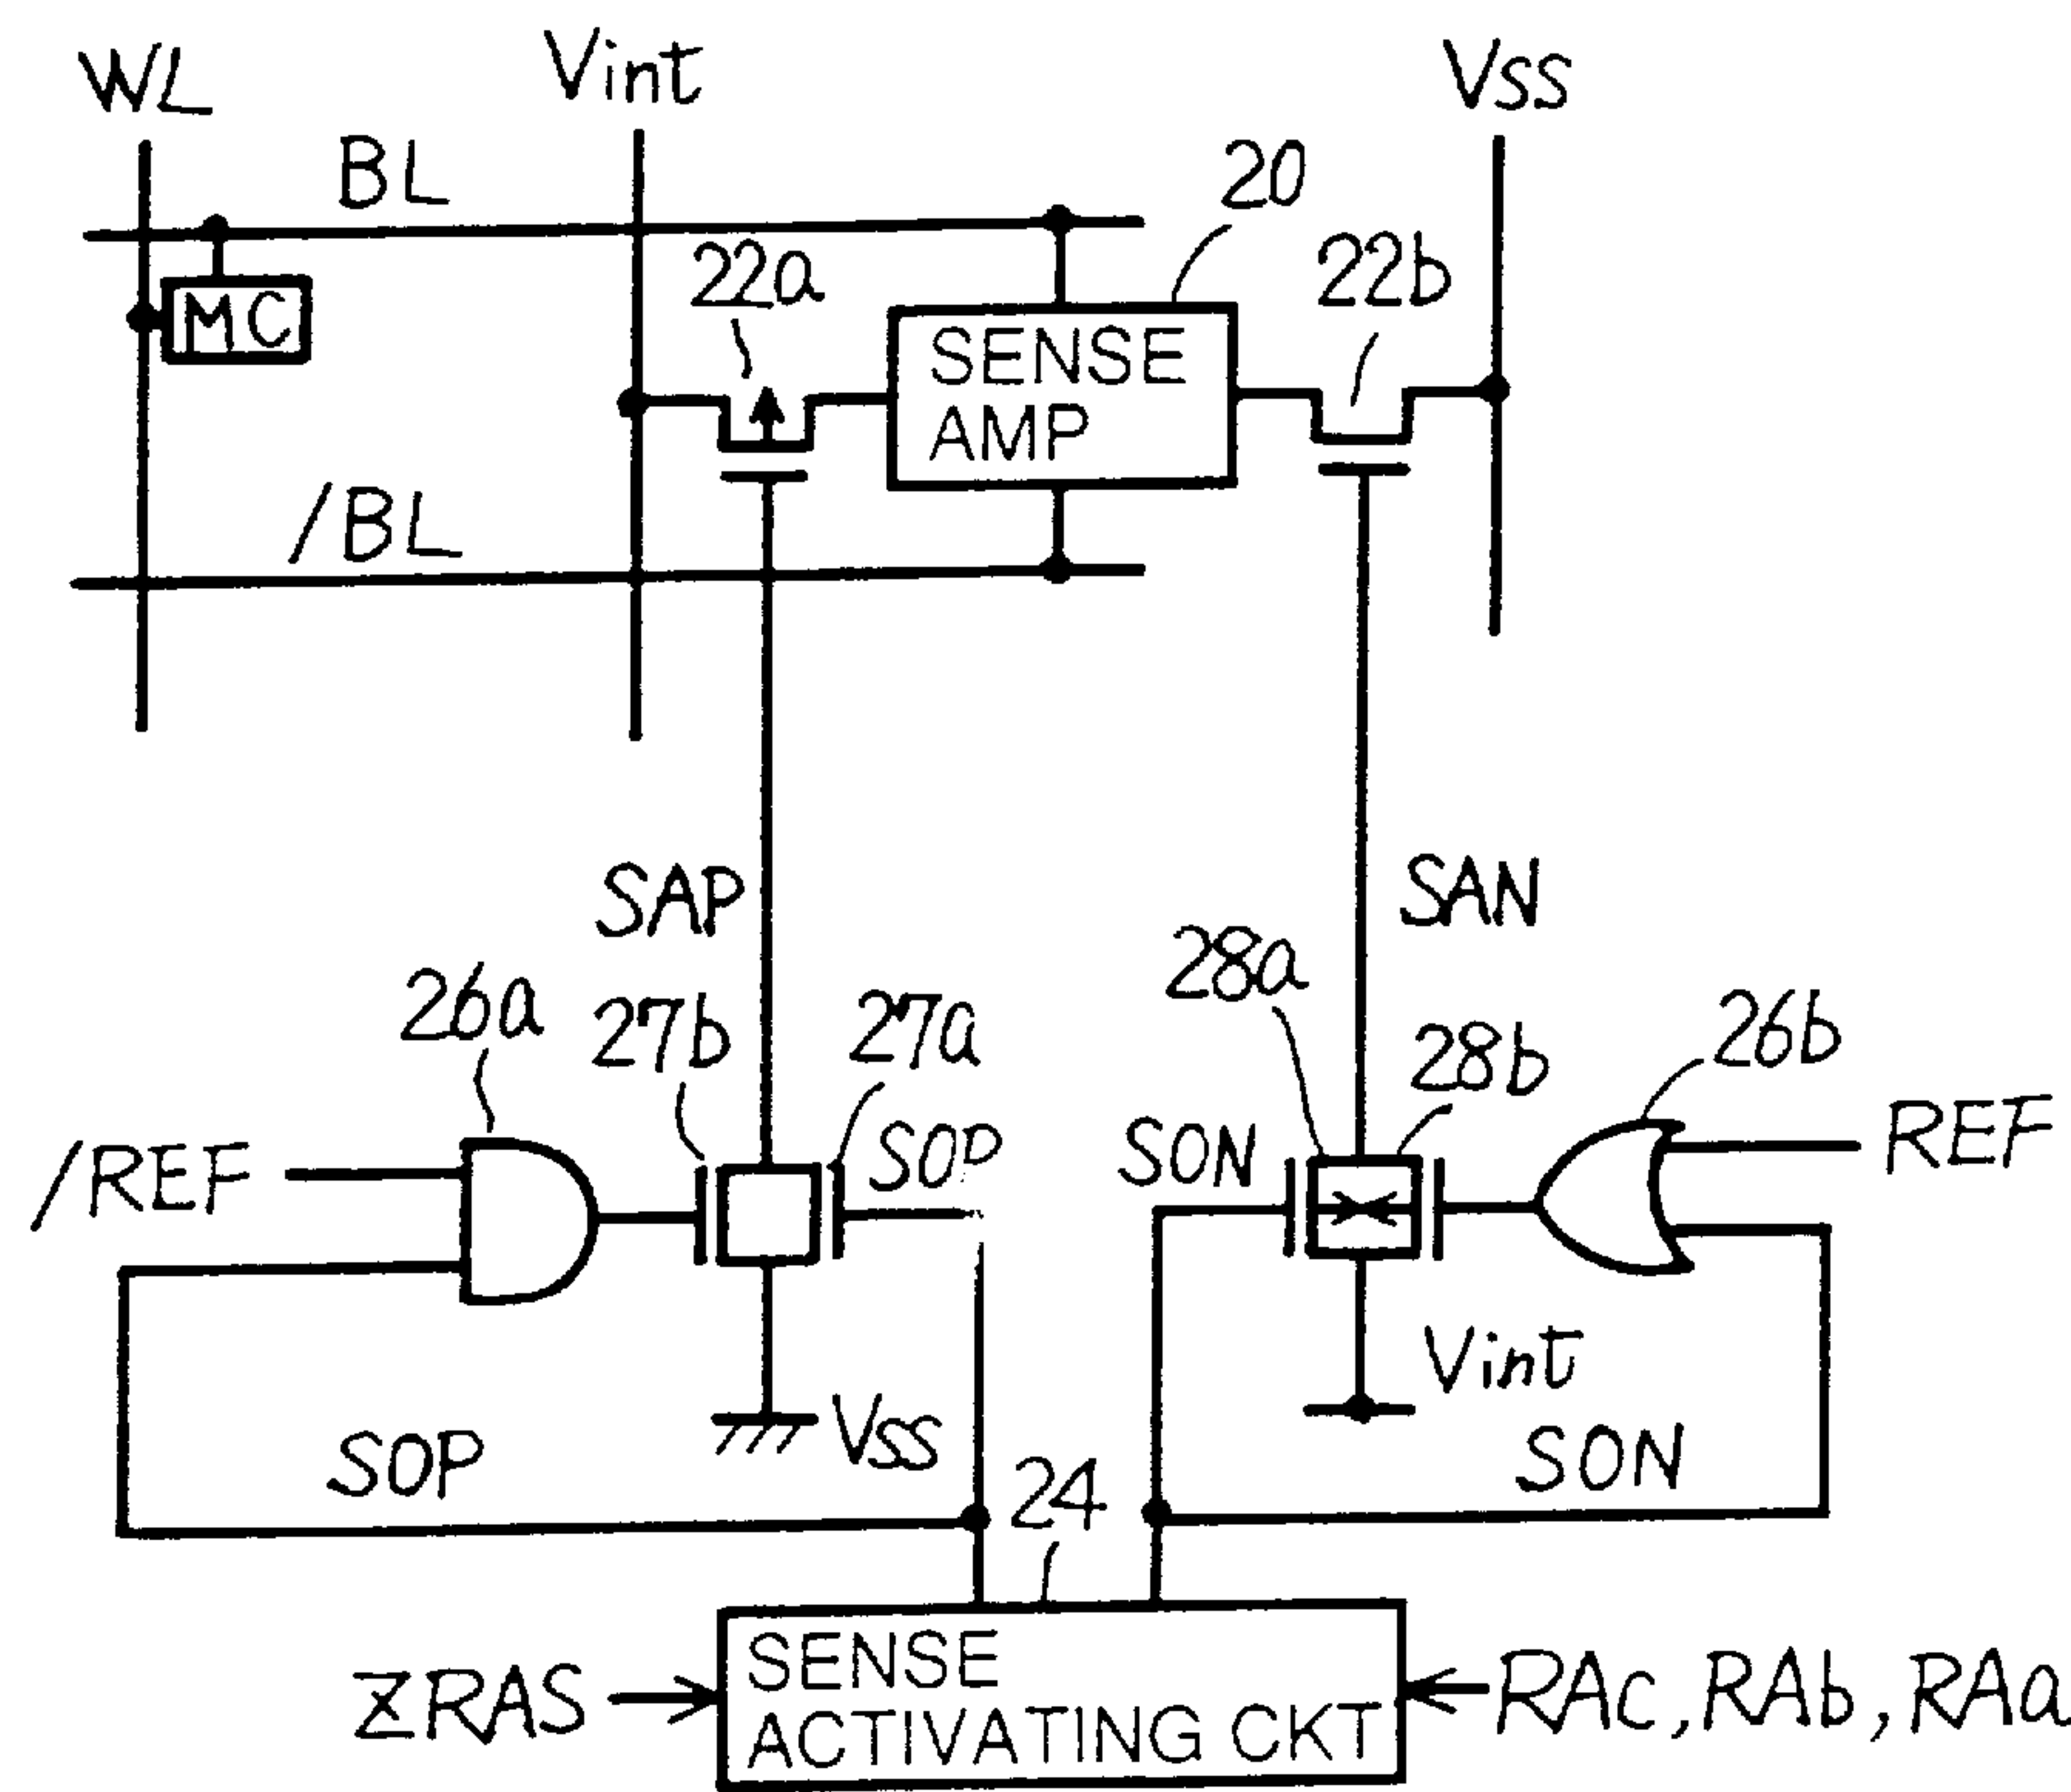 WL
Vint
VSS
BL
20
22a
22b
MC
SENSE
AMP
/BL
SAP
SAN
26a
27b
27a
28a
28b
26b
/REF
SOP
SON
REF
Vint
VSS
SOP
24
SON
SENSE
ACTIVATING CKT
ZRAS
RAc, RAb, RAa